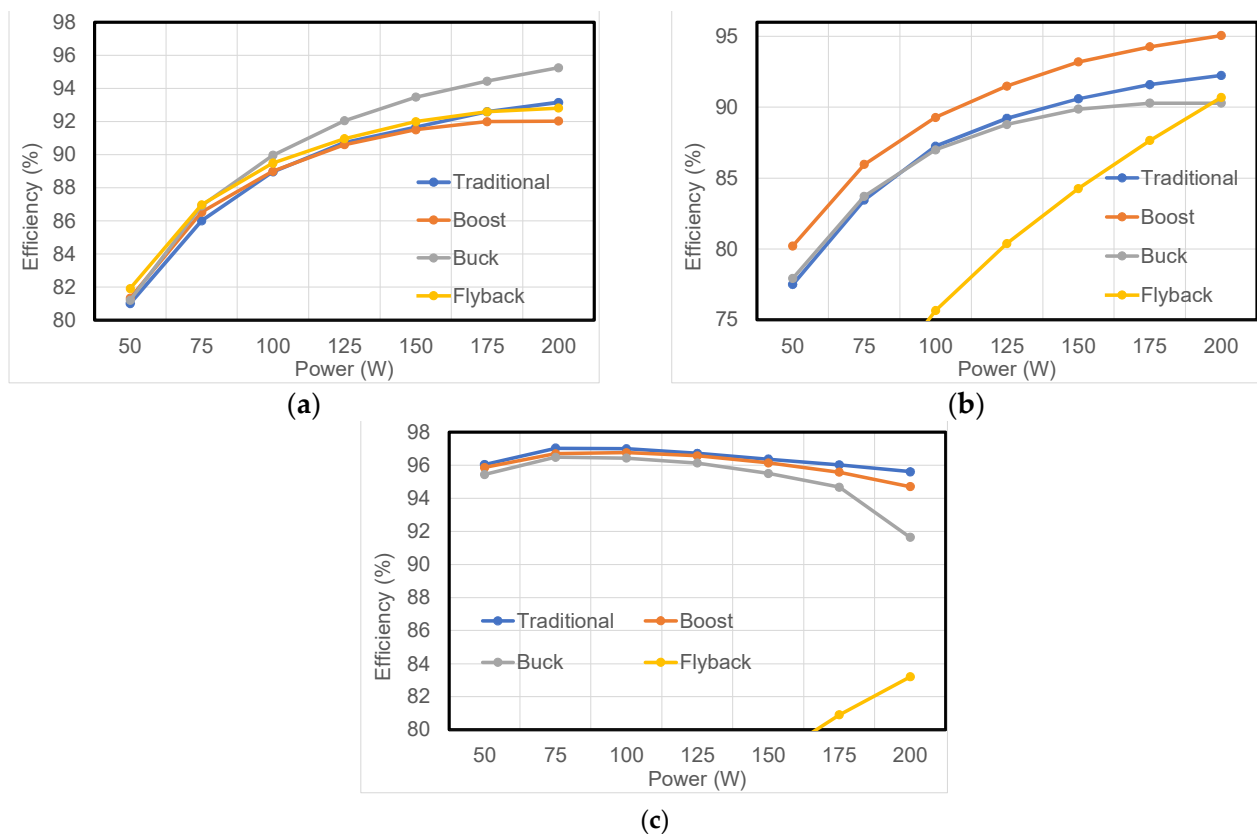 98
96
94
92
90
88
86
84
82
80
Efficiency (%)
Traditional
Boost
Buck
Flyback
50 75 100 125 150 175 200
Power (W)
(a)
95
90
85
80
75
Efficiency (%)
Traditional
Boost
Buck
Flyback
50 75 100 125 150 175 200
Power (W)
(b)
98
96
94
92
90
88
86
84
82
80
Efficiency (%)
Traditional Boost
Buck Flyback
50 75 100 125 150 175 200
Power (W)
(c)